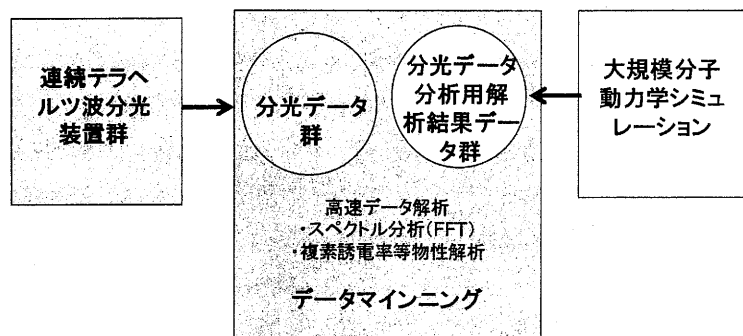 連続テラヘ
ルツ波分光
装置群
分光データ
群
分光データ
分析用解
析結果デー
タ群
大規模分子
動力学シミュ
レーション
高速データ解析
・スペクトル分析(FFT)
・複素誘電率等物性解析
データマインニング